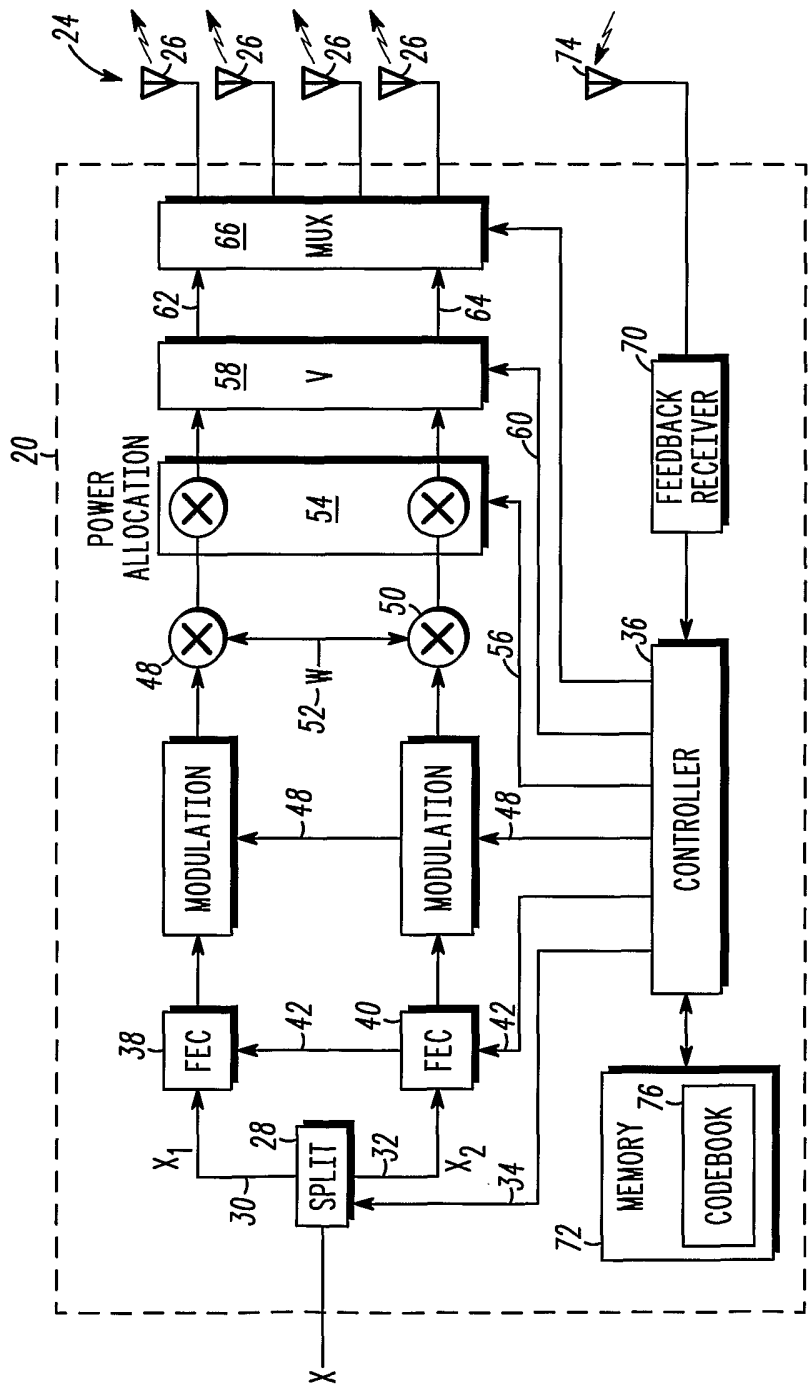 20
24
26
26
26
26
74
POWER
ALLOCATION
66
MUX
62
64
58
V
54
60
56
48
50
52
W
MODULATION
MODULATION
48
48
38
FEC
40
FEC
42
42
X1
X2
30
32
28
SPLIT
34
X
70
FEEDBACK
RECEIVER
36
CONTROLLER
72
MEMORY
76
CODEBOOK